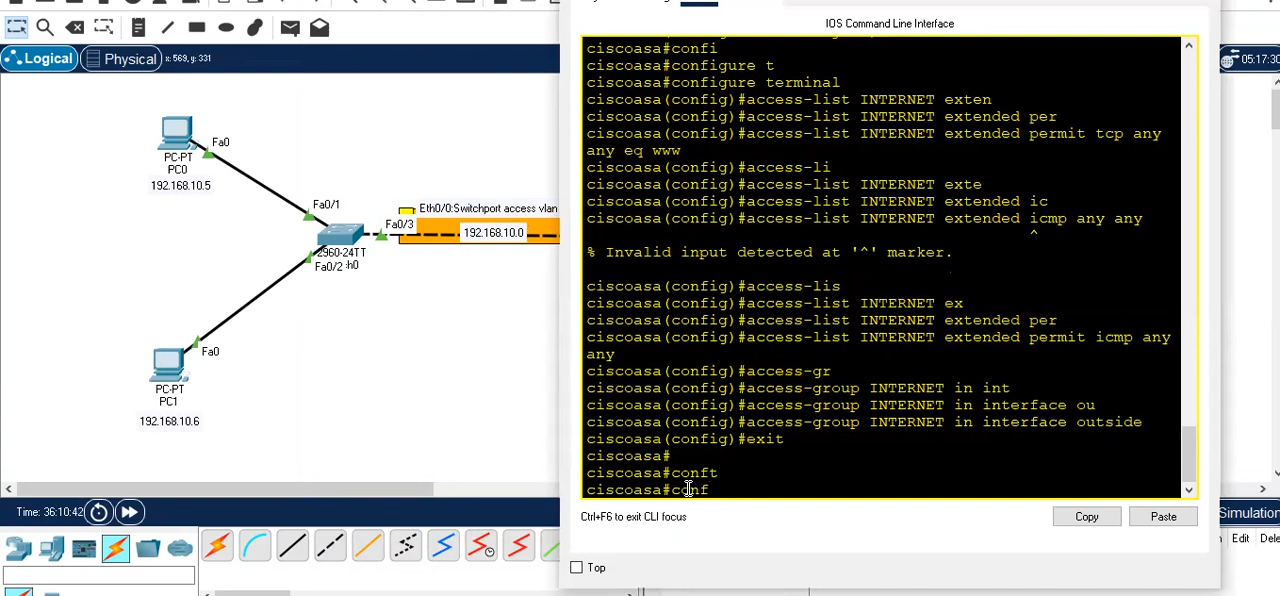 Logical
Physical
x: 569, y: 331
05:17:30
PC-PT
PC0
192.168.10.5
Fa0
Fa0/1
Eth0/0:Switchport access vlan
Fa0/3
192.168.10.0
2960-24TT
Fa0/2
Fa0
PC-PT
PC1
192.168.10.6
Time: 36:10:42
IOS Command Line Interface
ciscoasa#confi
ciscoasa#configure t
ciscoasa#configure terminal
ciscoasa(config)#access-list INTERNET exten
ciscoasa(config)#access-list INTERNET extended per
ciscoasa(config)#access-list INTERNET extended permit tcp any
any eq www
ciscoasa(config)#access-li
ciscoasa(config)#access-list INTERNET exte
ciscoasa(config)#access-list INTERNET extended ic
ciscoasa(config)#access-list INTERNET extended icmp any any
^
% Invalid input detected at '^' marker.
ciscoasa(config)#access-lis
ciscoasa(config)#access-list INTERNET ex
ciscoasa(config)#access-list INTERNET extended per
ciscoasa(config)#access-list INTERNET extended permit icmp any
any
ciscoasa(config)#access-gr
ciscoasa(config)#access-group INTERNET in int
ciscoasa(config)#access-group INTERNET in interface ou
ciscoasa(config)#access-group INTERNET in interface outside
ciscoasa(config)#exit
ciscoasa#
ciscoasa#conft
ciscoasa#conf
Ctrl+F6 to exit CLI focus
Copy
Paste
Top
Simulation
Edit
Dele